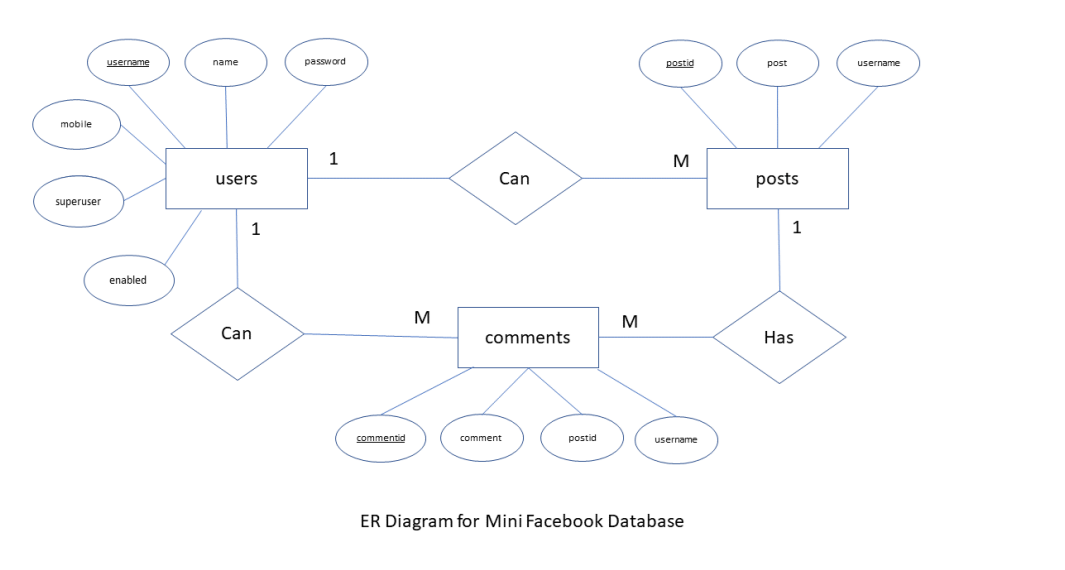 username
name
password
postid
post
username
mobile
1
M
users
Can
posts
superuser
1
1
enabled
M
M
Can
comments
Has
commentid
comment
postid
username
ER Diagram for Mini Facebook Database